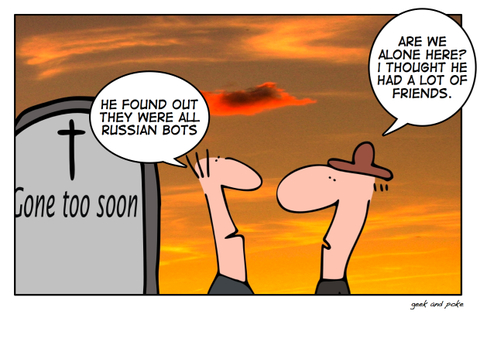 ARE WE
ALONE HERE?
I THOUGHT HE
HAD A LOT OF
FRIENDS.
HE FOUND OUT
THEY WERE ALL
RUSSIAN BOTS
Gone too soon
geek and poke